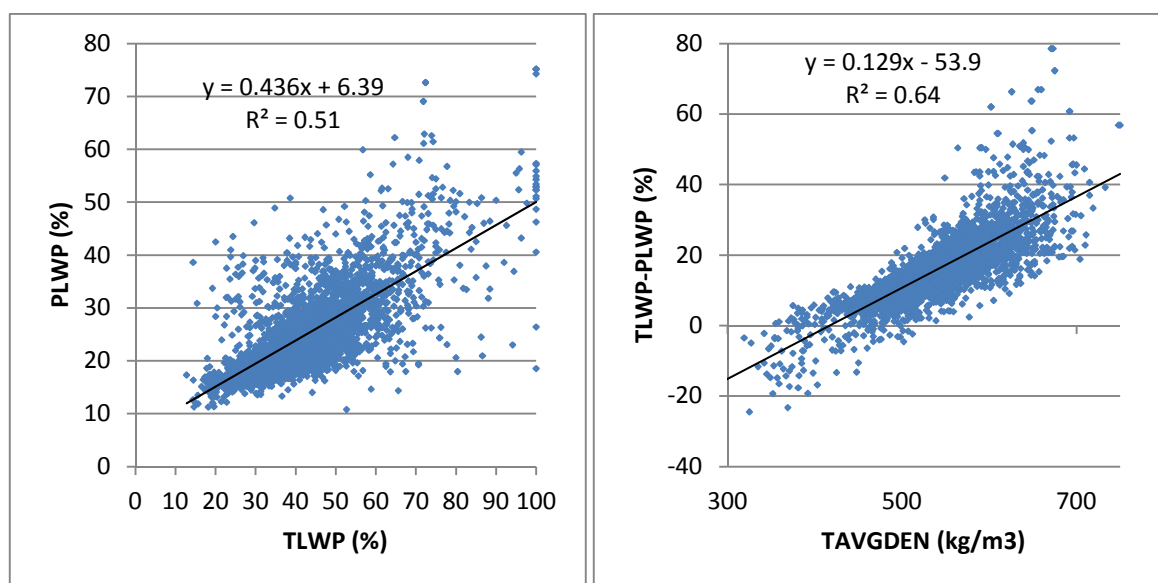 y = 0.436x + 6.39
R² = 0.51
80
70
60
50
40
30
20
10
0
PLWP (%)
0 10 20 30 40 50 60 70 80 90 100
TLWP (%)
y = 0.129x - 53.9
R² = 0.64
80
60
40
20
0
-20
-40
TLWP-PLWP (%)
300 500 700
TAVGDEN (kg/m3)